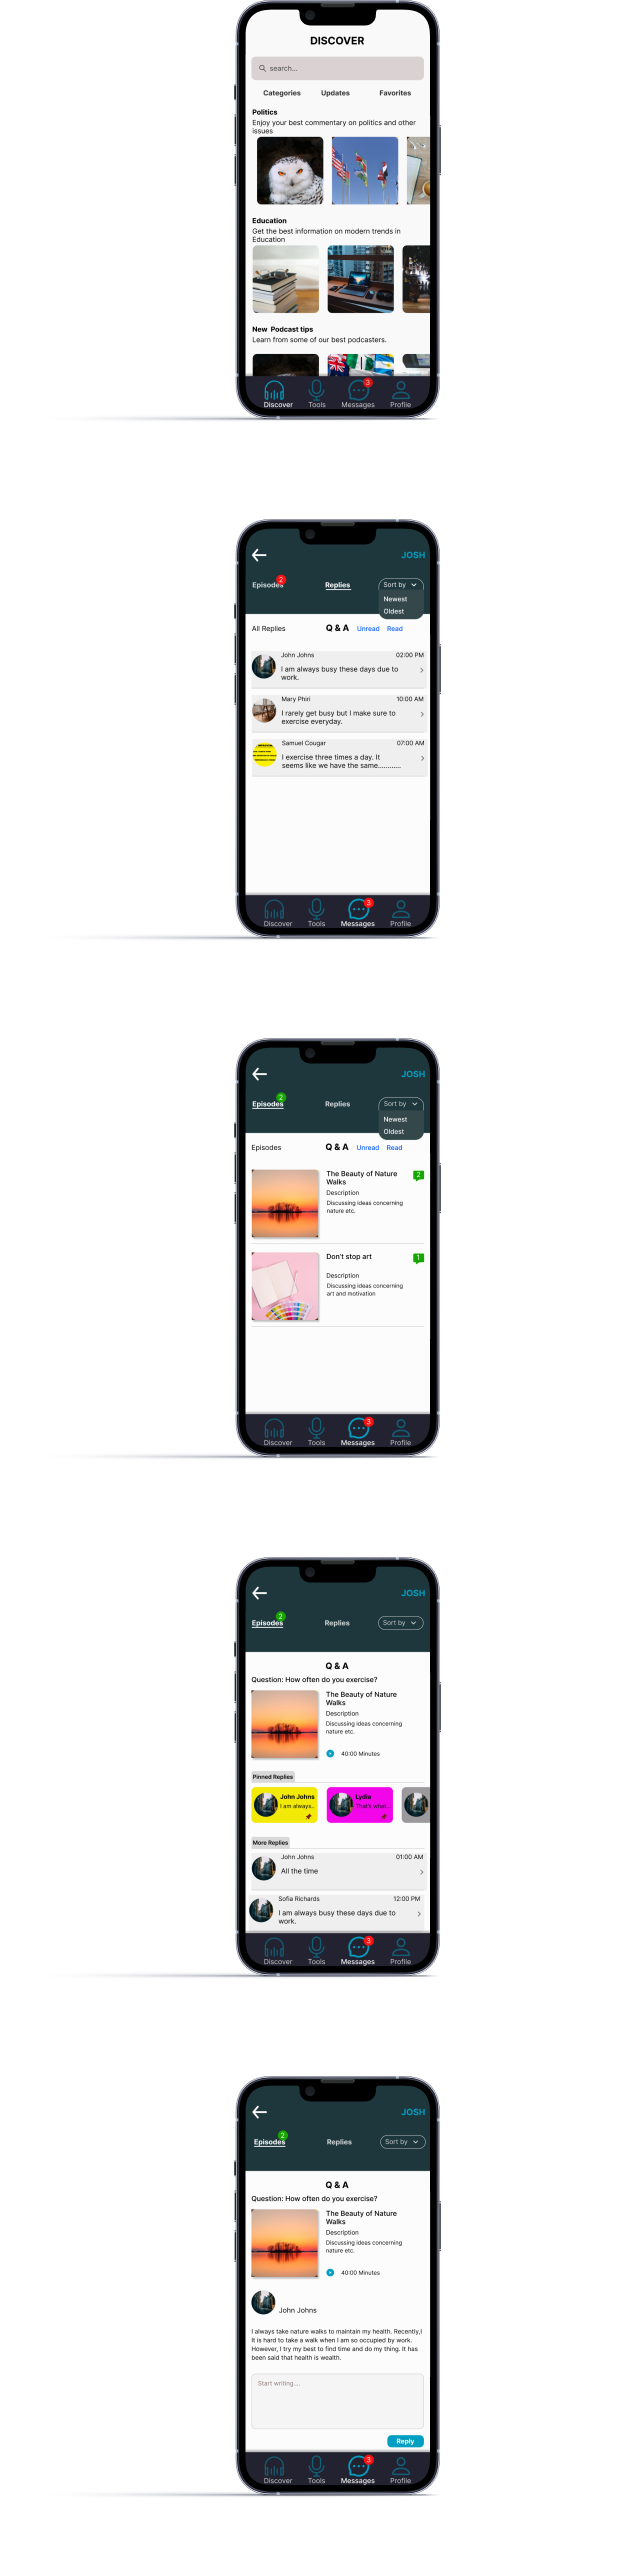 DISCOVER
search...
Categories Updates Favorites
Politics
Enjoy your best commentary on politics and other
issues
Education
Get the best information on modern trends in
Education
New Podcast tips
Learn from some of our best podcasters.
3
Discover Tools Messages Profile
JOSH
2
Episodes Replies Sort by
Newest
Oldest
All Replies Q & A Unread Read
John Johns 02:00 PM
I am always busy these days due to
work.
Mary Phiri 10:00 AM
I rarely get busy but I make sure to
exercise everyday.
Samuel Cougar 07:00 AM
I exercise three times a day. It
seems like we have the same............
3
Discover Tools Messages Profile
JOSH
2
Episodes Replies Sort by
Newest
Oldest
Episodes Q & A Unread Read
The Beauty of Nature
Walks
2
Description
Discussing ideas concerning
nature etc.
Don't stop art
1
Description
Discussing ideas concerning
art and motivation
3
Discover Tools Messages Profile
JOSH
2
Episodes Replies Sort by
Q & A
Question: How often do you exercise?
The Beauty of Nature
Walks
Description
Discussing ideas concerning
nature etc.
40:00 Minutes
Pinned Replies
John Johns
I am always..
Lydia
That's what...
More Replies
John Johns 01:00 AM
All the time
Sofia Richards 12:00 PM
I am always busy these days due to
work.
3
Discover Tools Messages Profile
JOSH
2
Episodes Replies Sort by
Q & A
Question: How often do you exercise?
The Beauty of Nature
Walks
Description
Discussing ideas concerning
nature etc.
40:00 Minutes
John Johns
I always take nature walks to maintain my health. Recently,I
It is hard to take a walk when I am so occupied by work.
However, I try my best to find time and do my thing. It has
been said that health is wealth.
Start writing....
Reply
3
Discover Tools Messages Profile